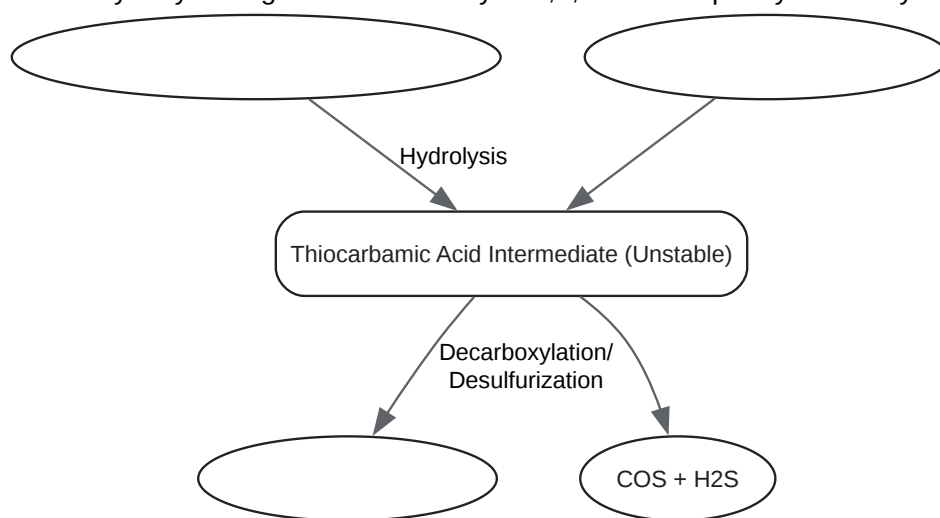 Hydrolysis
Thiocarbamic Acid Intermediate (Unstable)
Decarboxylation/
Desulfurization
COS + H2S